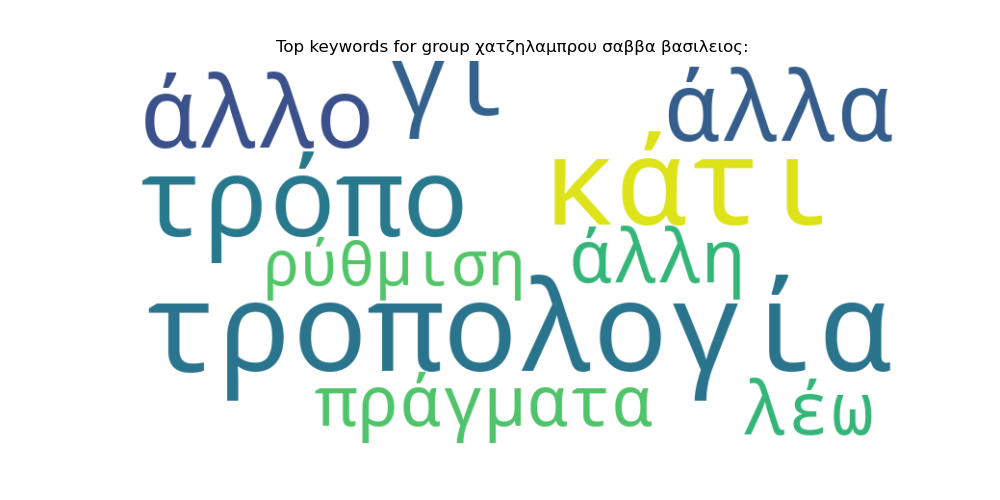 Top keywords for group χατζηλαμπρου σαββα βασιλειος:
άλλο γι άλλα
τρόπο κάτι
ρύθμιση άλλη
τροπολογία
πράγματα λέω